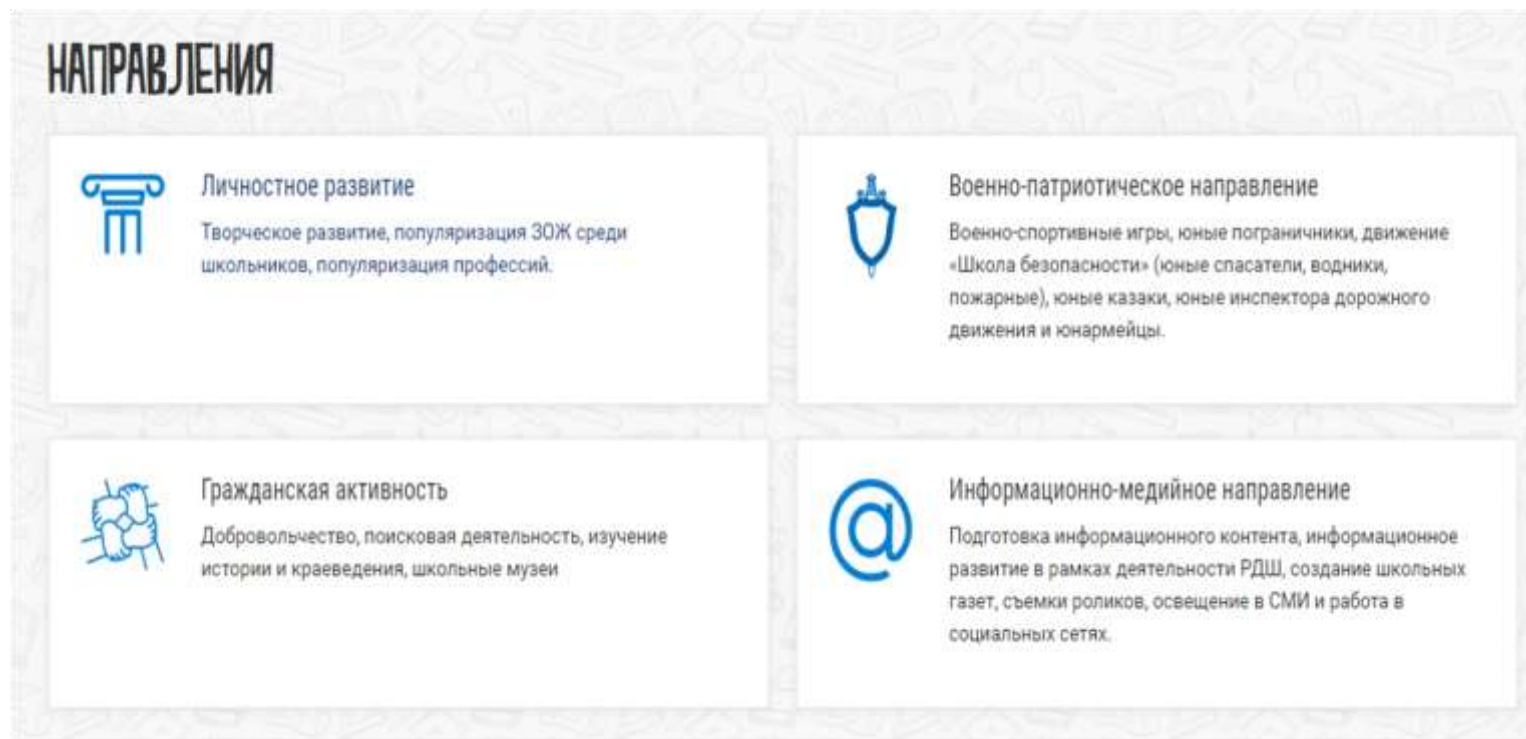 НАПРАВЛЕНИЯ
Личностное развитие
Творческое развитие, популяризация ЗОЖ среди
школьников, популяризация профессий.
Военно-патриотическое направление
Военно-спортивные игры, юные пограничники, движение
«Школа безопасности» (юные спасатели, водники,
пожарные), юные казаки, юные инспектора дорожного
движения и юнармейцы.
Гражданская активность
Добровольчество, поисковая деятельность, изучение
истории и краеведения, школьные музеи
Информационно-медийное направление
Подготовка информационного контента, информационное
развитие в рамках деятельности РДШ, создание школьных
газет, съемки роликов, освещение в СМИ и работа в
социальных сетях.